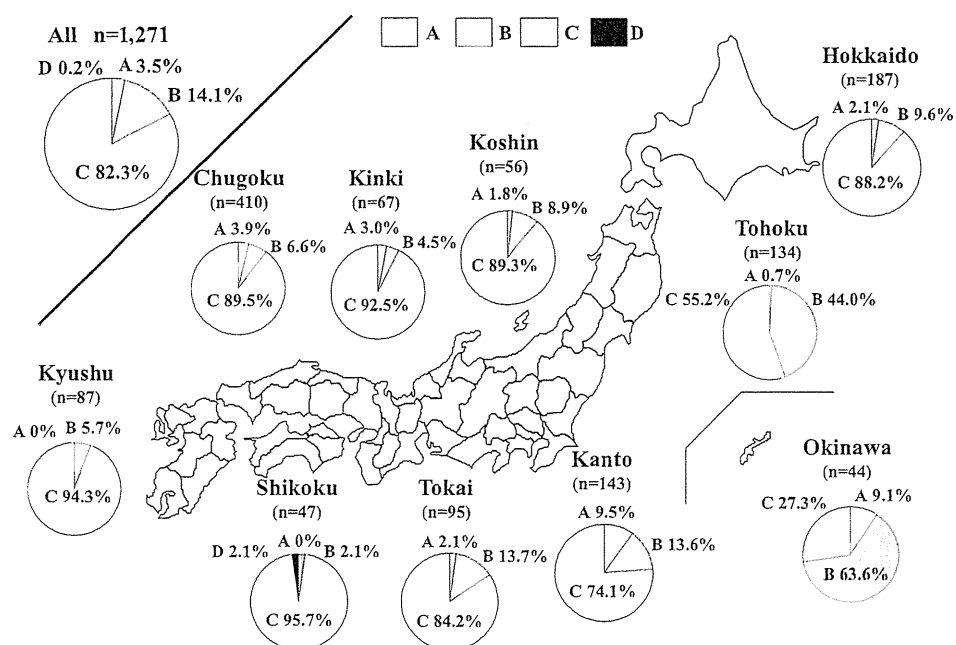 All n=1,271
D 0.2% A 3.5%
B 14.1%
C 82.3%
A B C D
Hokkaido
(n=187)
A 2.1%
B 9.6%
C 88.2%
Koshin
(n=56)
A 1.8%
B 8.9%
C 89.3%
Chugoku
(n=410)
A 3.9%
B 6.6%
C 89.5%
Kinki
(n=67)
A 3.0%
B 4.5%
C 92.5%
Tohoku
(n=134)
A 0.7%
C 55.2%
B 44.0%
Kyushu
(n=87)
A 0% B 5.7%
C 94.3%
Shikoku
(n=47)
A 0%
D 2.1% B 2.1%
C 95.7%
Tokai
(n=95)
A 2.1%
B 13.7%
C 84.2%
Kanto
(n=143)
A 9.5%
B 13.6%
C 74.1%
Okinawa
(n=44)
C 27.3% A 9.1%
B 63.6%